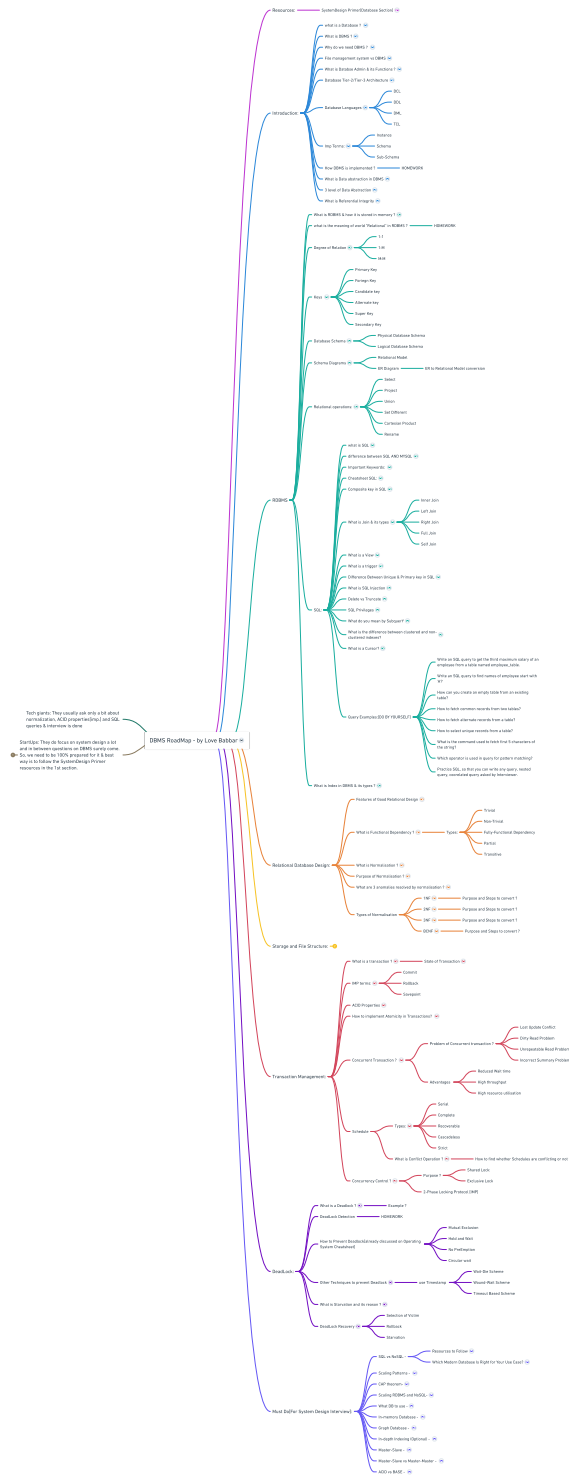 Resources:
SystemDesign Primer(Database Section)
Introduction:
what is a Database ?
What is DBMS ?
Why do we need DBMS ?
File management system vs DBMS
What is Databse Admin & its Functions ?
Database Tier-2/Tier-3 Architecture
Database Languages
DCL
DDL
DML
TCL
Imp Terms:
Instance
Schema
Sub-Schema
How DBMS is implemented ?
HOMEWORK
What is Data abstraction in DBMS
3 level of Data Abstraction
What is Referential Integrity
RDBMS
What is RDBMS & how it is stored in memory ?
what is the meaning of world "Relational" in RDBMS ?
HOMEWORK
Degree of Relation
1:1
1:M
M:M
Keys
Primary Key
Foriegn Key
Candidate key
Alternate key
Super Key
Secondary Key
Database Schema
Physical Database Schema
Logical Database Schema
Schema Diagrams
Relational Model
ER Diagram
ER to Relational Model conversion
Relational operations:
Select
Project
Union
Set Different
Cartesian Product
Rename
SQL:
what is SQL
difference between SQL AND MYSQL
Important Keywords:
Cheatsheet SQL:
Composite key in SQL
What is Join & its types
Inner Join
Left Join
Right Join
Full Join
Self Join
What is a View
What is a trigger
Difference Between Unique & Primary key in SQL
What is SQL Injection
Delete vs Truncate
SQL Privileges
What do you mean by Subquery?
What is the difference between clustered and non-
clustered indexes?
What is a Cursor?
Query Examples:(DO BY YOURSELF)
Write an SQL query to get the third maximum salary of an
employee from a table named employee_table.
Write an SQL query to find names of employee start with
'A'?
How can you create an empty table from an existing
table?
How to fetch common records from two tables?
How to fetch alternate records from a table?
How to select unique records from a table?
What is the command used to fetch first 5 characters of
the string?
Which operator is used in query for pattern matching?
Practice SQL, so that you can write any query, nested
query, correlated query asked by Interviewer.
What is Index in DBMS & its types ?
Tech giants: They usually ask only a bit about
normalization, ACID properties(imp.) and SQL
queries & interview is done
StartUps: They do focus on system design a lot
and in between questions on DBMS surely come.
So, we need to be 100% prepared for it & best
way is to follow the SystemDesign Primer
resources in the 1st section.
DBMS RoadMap - by Love Babbar
Relational Database Design:
Features of Good Relational Design
What is Functional Dependency ?
Types:
Trivial
Non-Trivial
Fully-Functional Dependency
Partial
Transitive
What is Normalisation ?
Purpose of Normalisation ?
What are 3 anomalies resolved by normalisation ?
Types of Normalisation
1NF
Purpose and Steps to convert ?
2NF
Purpose and Steps to convert ?
3NF
Purpose and Steps to convert ?
BCNF
Purpose and Steps to convert ?
Storage and File Structure:
Transaction Management:
What is a transaction ?
State of Transaction
IMP terms:
Commit
Rollback
Savepoint
ACID Properties
How to implement Atomicity in Transactions?
Concurrent Transaction ?
Problem of Concurrent transaction ?
Lost Update Conflict
Dirty Read Problem
Unrepeatable Read Problem
Incorrect Summary Problem
Advantages
Reduced Wait time
High throughput
High resource utilisation
Schedule
Types:
Serial
Complete
Recoverable
Cascadeless
Strict
What is Conflict Operation ?
How to find whether Schedules are conflicting or not
Concurrency Control ?
Purpose ?
Shared Lock
Exclusive Lock
2-Phase Locking Protocol (IMP)
DeadLock:
What is a Deadlock ?
Example ?
DeadLock Detection
HOMEWORK
How to Prevent Deadlock(already discussed on Operating
System Cheatsheet)
Mutual Exclusion
Hold and Wait
No PreEmption
Circular wait
Other Techniques to prevent Deadlock
use Timestamp
Wait-Die Scheme
Wound-Wait Scheme
Timeout Based Scheme
What is Starvation and its reason ?
DeadLock Recovery
Selection of Victim
Rollback
Starvation
Must Do(For System Design Interview):
SQL vs NoSQL -
Resources to Follow
Which Modern Database Is Right for Your Use Case?
Scaling Patterns -
CAP theorem-
Scaling RDBMS and NoSQL-
What DB to use -
In-memory Database -
Graph Database -
In-depth Indexing (Optional) -
Master-Slave -
Master-Slave vs Master-Master -
ACID vs BASE -